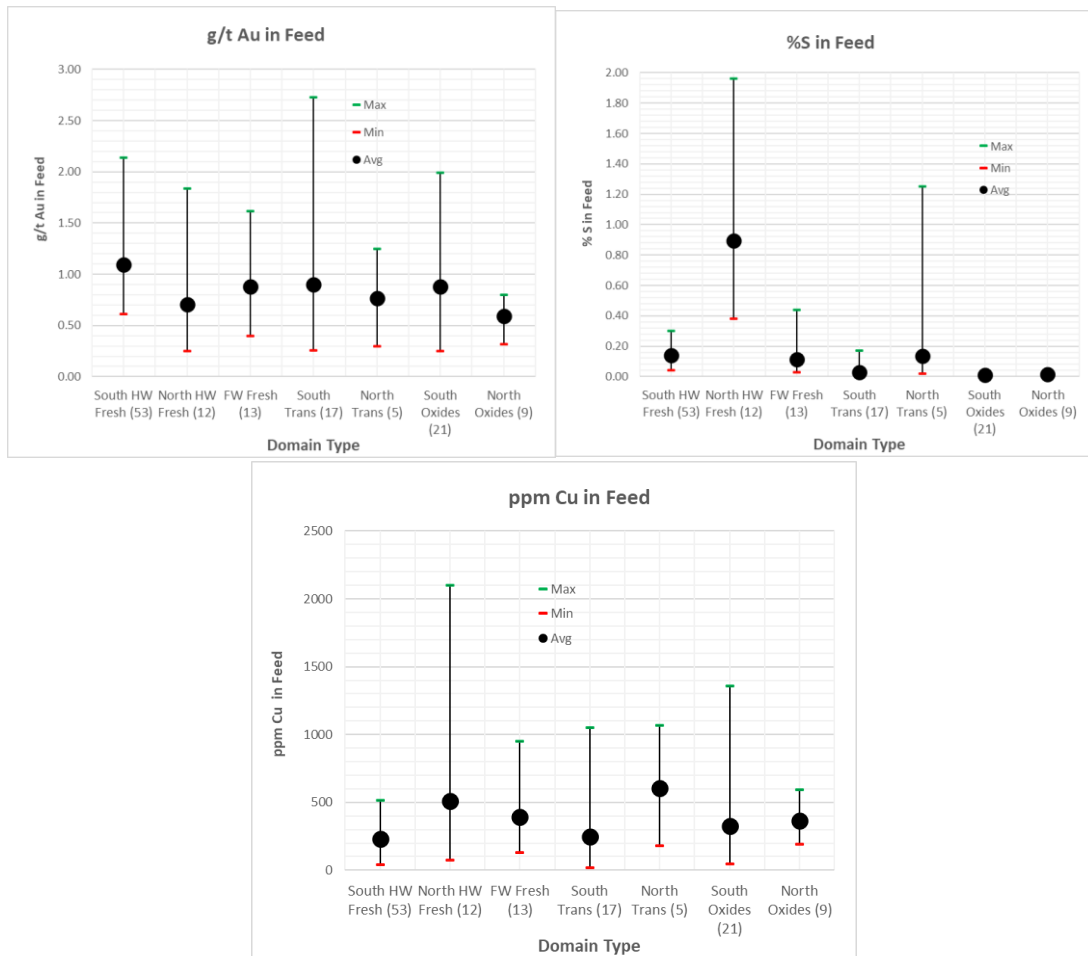 g/t Au in Feed
3.00
2.50
2.00
1.50
1.00
0.50
0.00
g/t Au in Feed
Max
Min
Avg
South HW North HW FW Fresh South North Trans South North
Fresh (53) Fresh (12) (13) Trans (17) (5) Oxides Oxides (9)
(21)
Domain Type
%S in Feed
2.00
1.80
1.60
1.40
1.20
1.00
0.80
0.60
0.40
0.20
0.00
% S in Feed
Max
Min
Avg
South HW North HW FW Fresh South North South North
Fresh (53) Fresh (12) (13) Trans (17) Trans (5) Oxides Oxides (9)
(21)
Domain Type
ppm Cu in Feed
2500
2000
1500
1000
500
0
ppm Cu in Feed
Max
Min
Avg
South HW North HW FW Fresh South North South North
Fresh (53) Fresh (12) (13) Trans (17) Trans (5) Oxides Oxides (9)
(21)
Domain Type